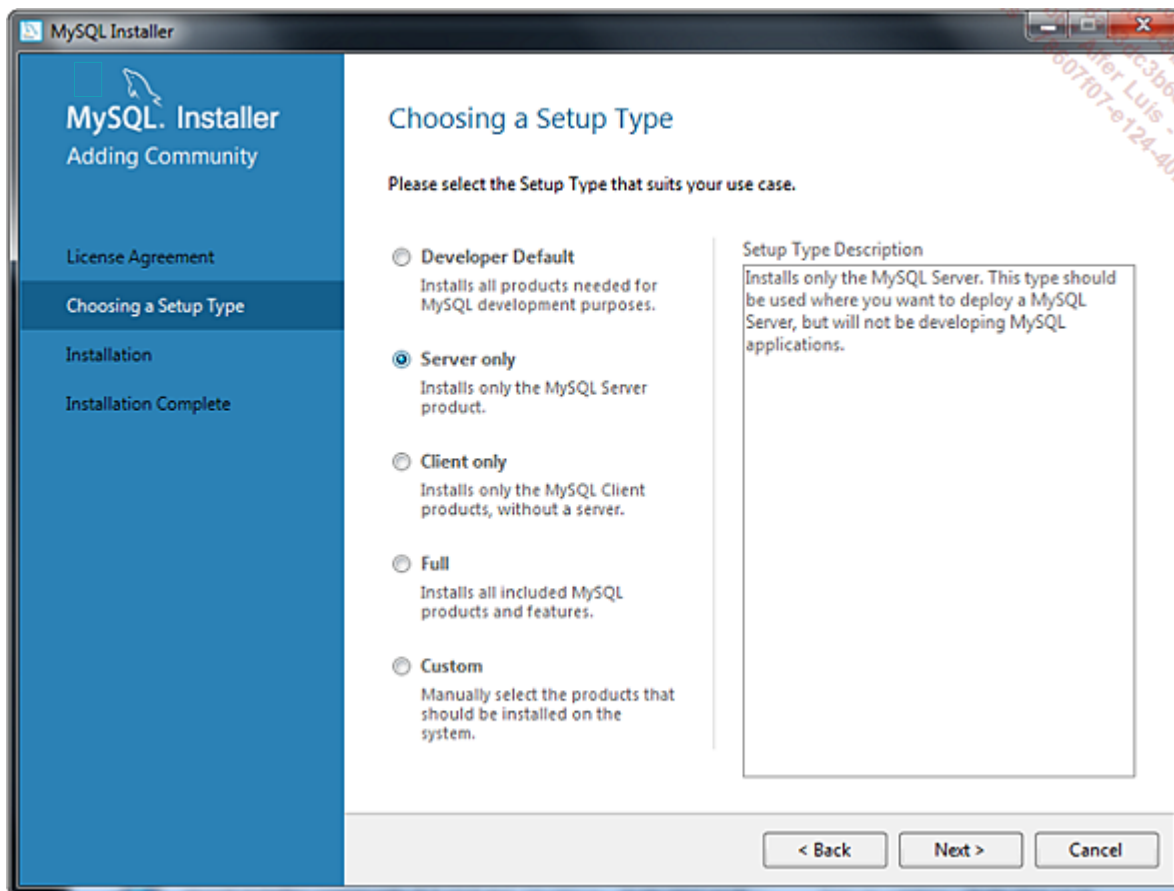 MySQL Installer
MySQL. Installer
Adding Community
License Agreement
Choosing a Setup Type
Installation
Installation Complete
Choosing a Setup Type
Please select the Setup Type that suits your use case.
Developer Default
Installs all products needed for
MySQL development purposes.
Server only
Installs only the MySQL Server
product.
Client only
Installs only the MySQL Client
products, without a server.
Full
Installs all included MySQL
products and features.
Custom
Manually select the products that
should be installed on the
system.
Setup Type Description
Installs only the MySQL Server. This type should
be used where you want to deploy a MySQL
Server, but will not be developing MySQL
applications.
< Back
Next >
Cancel
Luis -